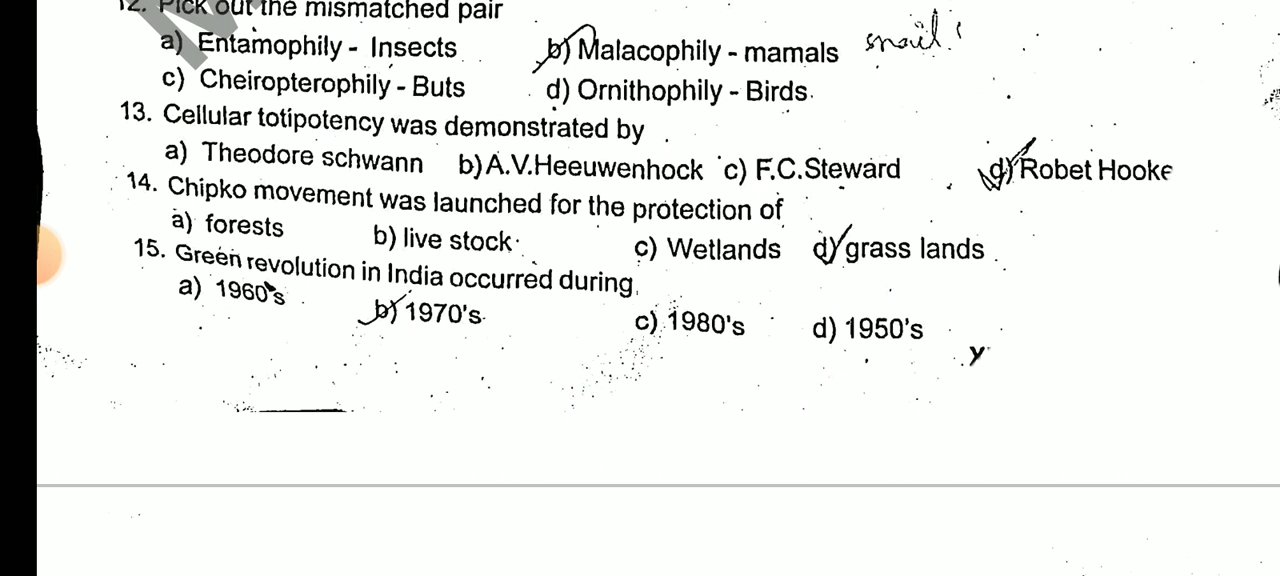 12. Pick out the mismatched pair
a) Entamophily - Insects b) Malacophily - mamals snail
c) Cheiropterophily - Buts d) Ornithophily - Birds
13. Cellular totipotency was demonstrated by
a) Theodore schwann b) A.V.Heeuwenhock c) F.C.Steward d) Robet Hooke
14. Chipko movement was launched for the protection of
a) forests b) live stock c) Wetlands d) grass lands
15. Green revolution in India occurred during
a) 1960's b) 1970's c) 1980's d) 1950's